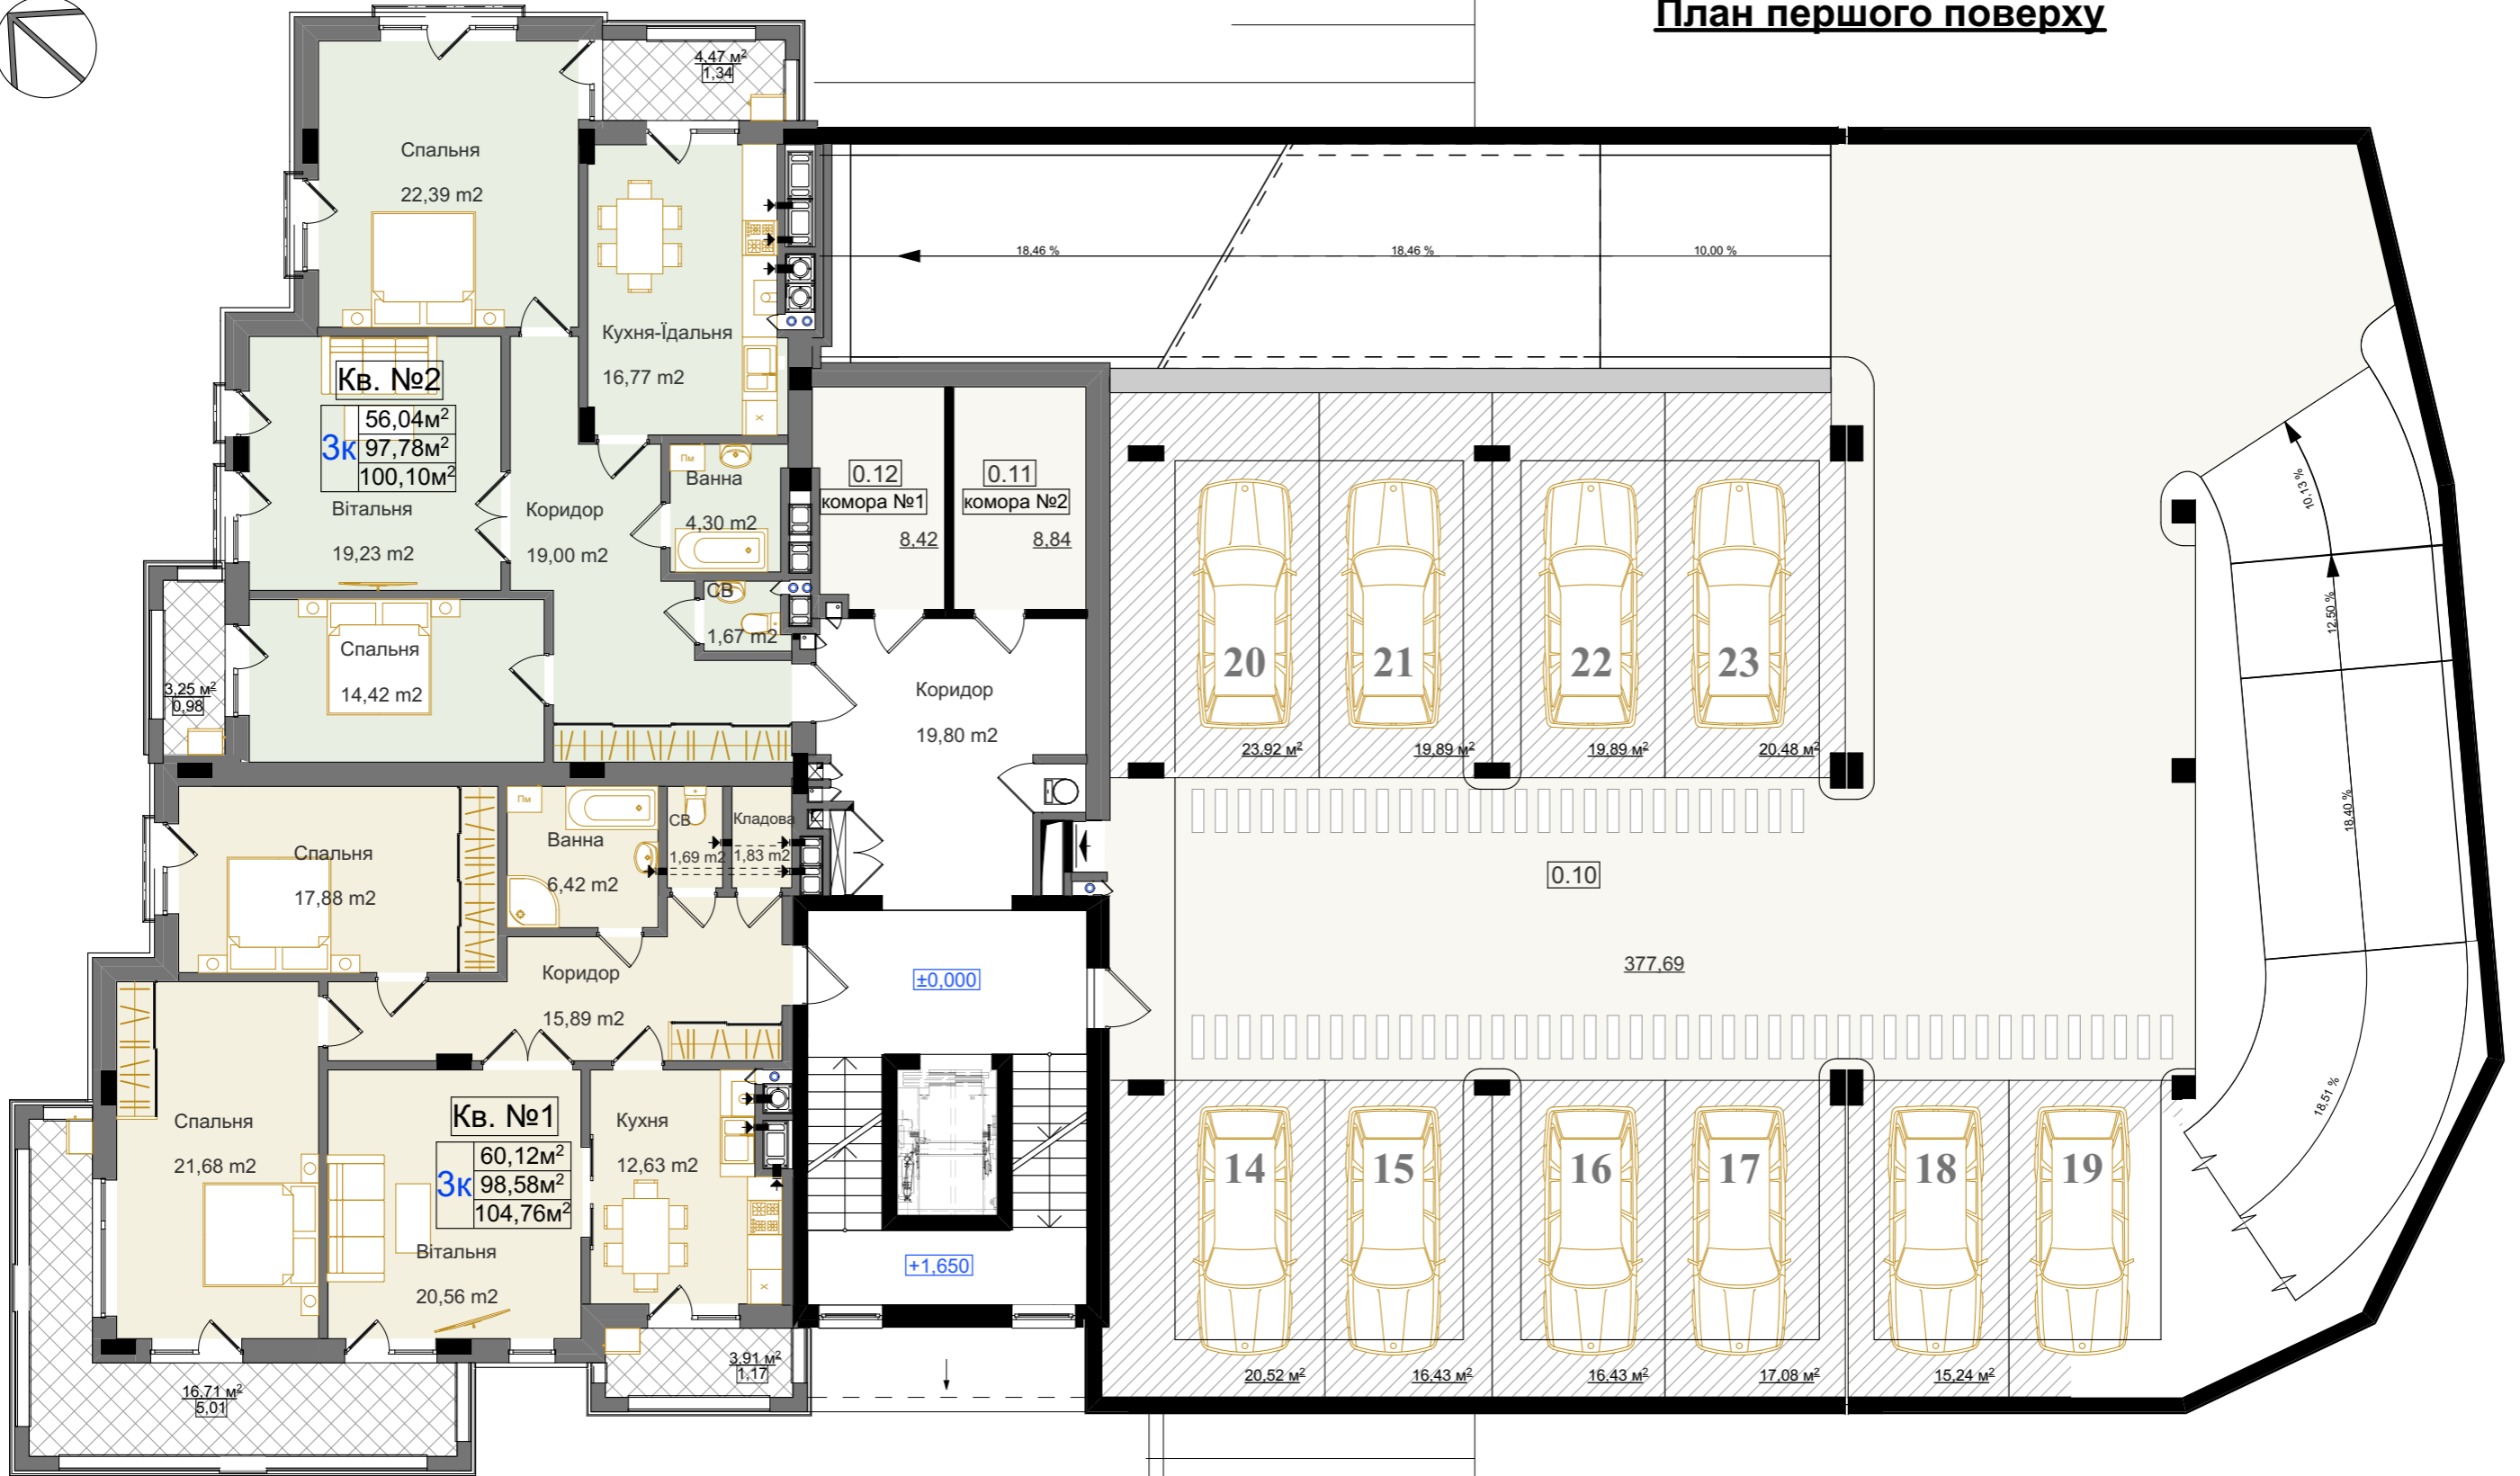 План першого поверху
4,47 м²
1,34
Спальня
22,39 m2
Кухня-Їдальня
16,77 m2
18,46 %
18,46 %
10,00 %
Кв. №2
3к
56,04м²
97,78м²
100,10м²
Вітальня
19,23 m2
Коридор
19,00 m2
Пм
Ванна
4,30 m2
СВ
1,67 m2
Спальня
14,42 m2
3,25 м²
0,98
X
0.12
комора №1
8,42
0.11
комора №2
8,84
Коридор
19,80 m2
20
21
22
23
23,92 м²
19,89 м²
19,89 м²
20,48 м²
10,13 %
12,50 %
18,40 %
18,51 %
Спальня
17,88 m2
Пм
Ванна
6,42 m2
СВ
1,69 m2
Кладова
1,83 m2
0.10
377,69
Коридор
15,89 m2
±0,000
Спальня
21,68 m2
Кв. №1
3к
60,12м²
98,58м²
104,76м²
Вітальня
20,56 m2
Кухня
12,63 m2
X
+1,650
14
15
16
17
18
19
20,52 м²
16,43 м²
16,43 м²
17,08 м²
15,24 м²
3,91 м²
1,17
16,71 м²
5,01